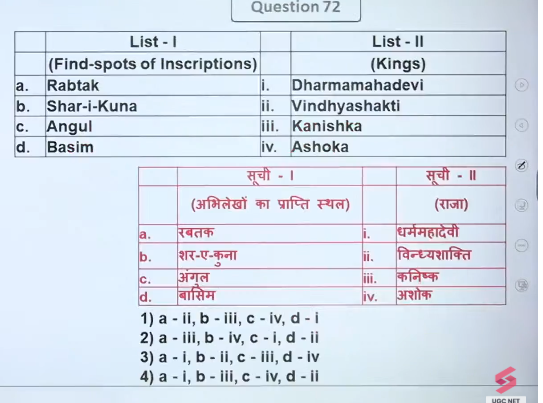 Question 72
List - I List - II
(Find-spots of Inscriptions) (Kings)
a. Rabtak i. Dharmamahadevi
b. Shar-i-Kuna ii. Vindhyashakti
c. Angul iii. Kanishka
d. Basim iv. Ashoka
सूची - I सूची - II
(अभिलेखों का प्राप्ति स्थल) (राजा)
a. रबतक i. धर्ममहादेवी
b. शर-ए-कुना ii. विन्ध्यशाक्ति
c. अंगुल iii. कनिष्क
d. बासिम iv. अशोक
1) a - ii, b - iii, c - iv, d - i
2) a - iii, b - iv, c - i, d - ii
3) a - i, b - ii, c - iii, d - iv
4) a - i, b - iii, c - iv, d - ii
UGC NET